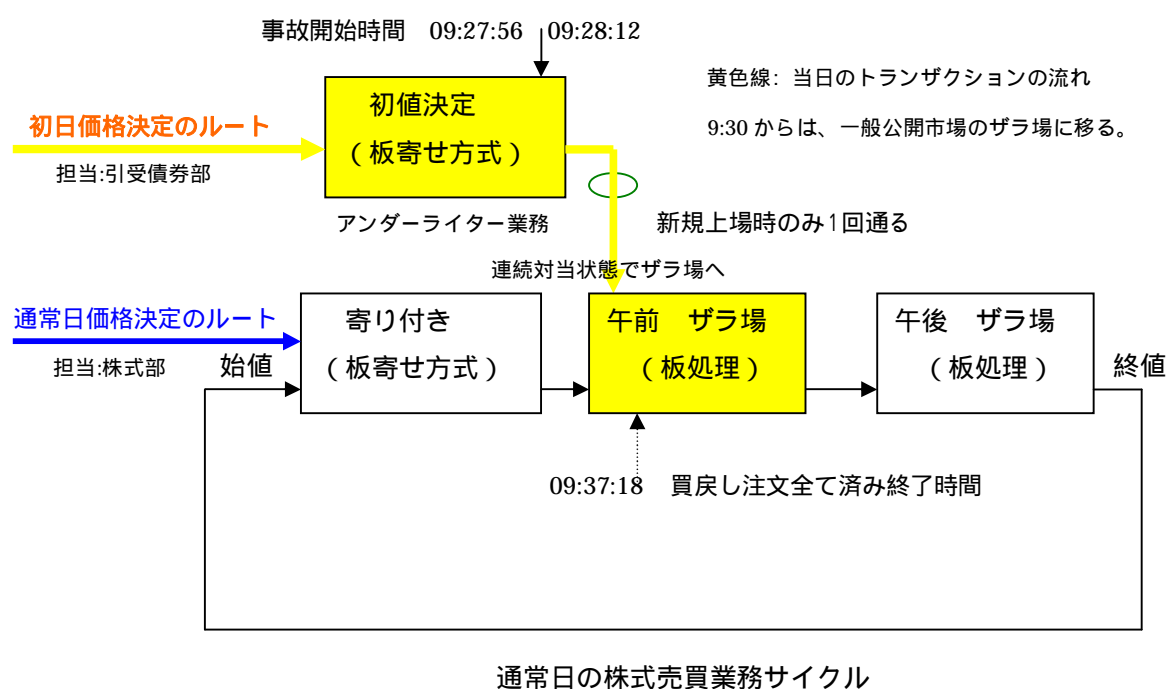 事故開始時間 09:27:56 09:28:12
黄色線: 当日のトランザクションの流れ
9:30 からは、一般公開市場のザラ場に移る。
初日価格決定のルート
担当:引受債券部
初値決定
(板寄せ方式)
アンダーライター業務
新規上場時のみ1回通る
連続対当状態でザラ場へ
通常日価格決定のルート
担当:株式部
始値
寄り付き
(板寄せ方式)
午前 ザラ場
(板処理)
午後 ザラ場
(板処理)
終値
09:37:18 買戻し注文全て済み終了時間
通常日の株式売買業務サイクル